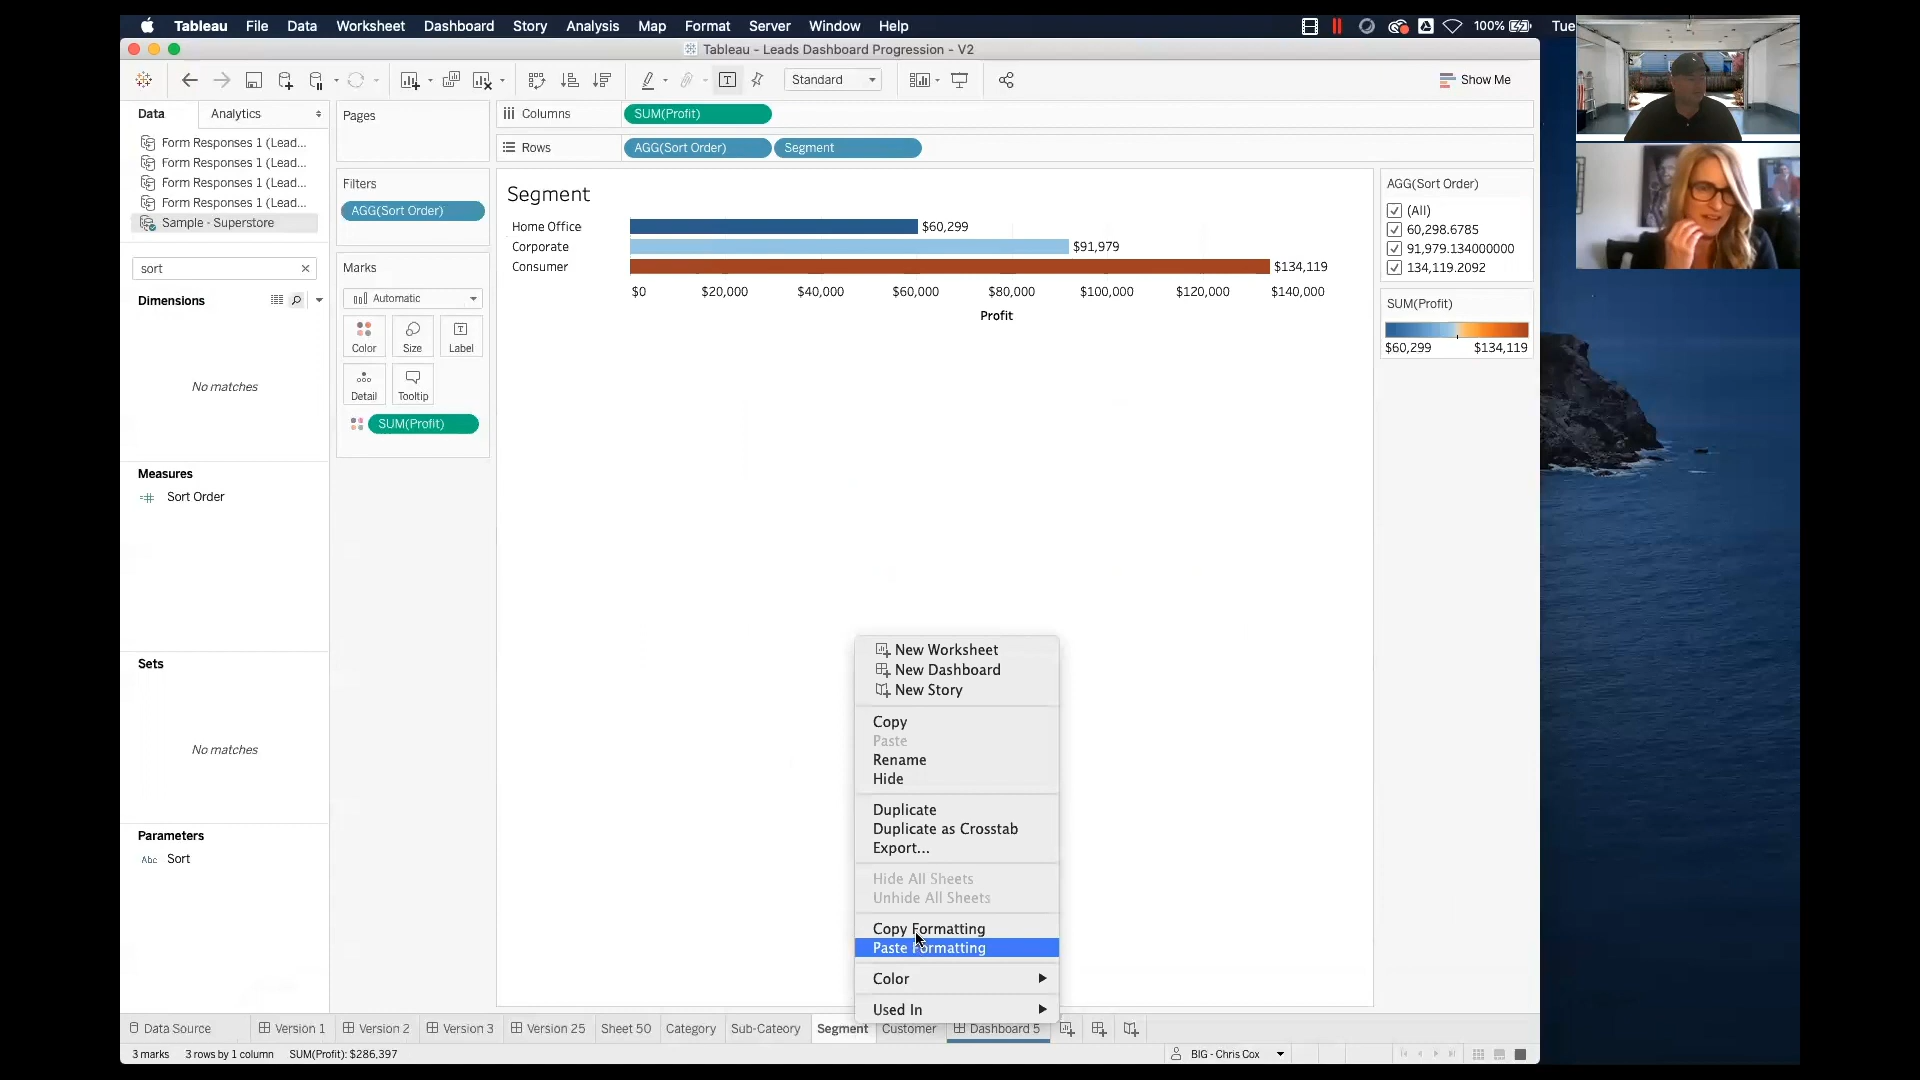 Tableau File Data Worksheet Dashboard Story Analysis Map Format Server Window Help 100% Tue
Tableau - Leads Dashboard Progression - V2
Standard Show Me
Data Analytics
Form Responses 1 (Lead...
Form Responses 1 (Lead...
Form Responses 1 (Lead...
Form Responses 1 (Lead...
Sample - Superstore
sort
Dimensions
No matches
Measures
Sort Order
Sets
No matches
Parameters
Abc Sort
Pages
Filters
AGG(Sort Order)
Marks
Automatic
Color Size Label
Detail Tooltip
SUM(Profit)
Columns SUM(Profit)
Rows AGG(Sort Order) Segment
Segment
Home Office $60,299
Corporate $91,979
Consumer $134,119
$0 $20,000 $40,000 $60,000 $80,000 $100,000 $120,000 $140,000
Profit
AGG(Sort Order)
(All)
60,298.6785
91,979.134000000
134,119.2092
SUM(Profit)
$60,299 $134,119
New Worksheet
New Dashboard
New Story
Copy
Paste
Rename
Hide
Duplicate
Duplicate as Crosstab
Export...
Hide All Sheets
Unhide All Sheets
Copy Formatting
Paste Formatting
Color
Used In
Data Source Version 1 Version 2 Version 3 Version 25 Sheet 50 Category Sub-Cateory Segment Customer Dashboard 5
3 marks 3 rows by 1 column SUM(Profit): $286,397 BIG - Chris Cox